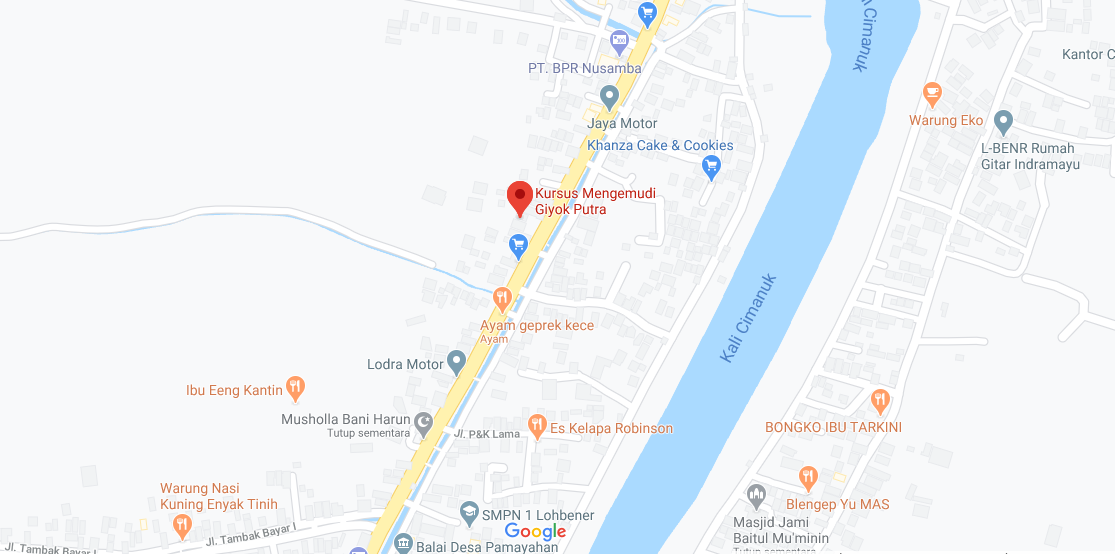 Kali Cimanuk
Kantor C
PT. BPR Nusamba
Warung Eko
Jaya Motor
L-BENR Rumah
Gitar Indramayu
Khanza Cake & Cookies
Kursus Mengemudi
Giyok Putra
Kali Cimanuk
Ayam geprek kece
Ayam
Lodra Motor
Ibu Eeng Kantin
Musholla Bani Harun
Tutup sementara
Jl. P&K Lama
Es Kelapa Robinson
BONGKO IBU TARKINI
Warung Nasi
Kuning Enyak Tinih
Blengep Yu MAS
SMPN 1 Lohbener
Google
Masjid Jami
Baitul Mu'minin
Tutup sementara
Jl. Tambak Bayar I
Jl. Tambak Bayar I
Balai Desa Pamayahan